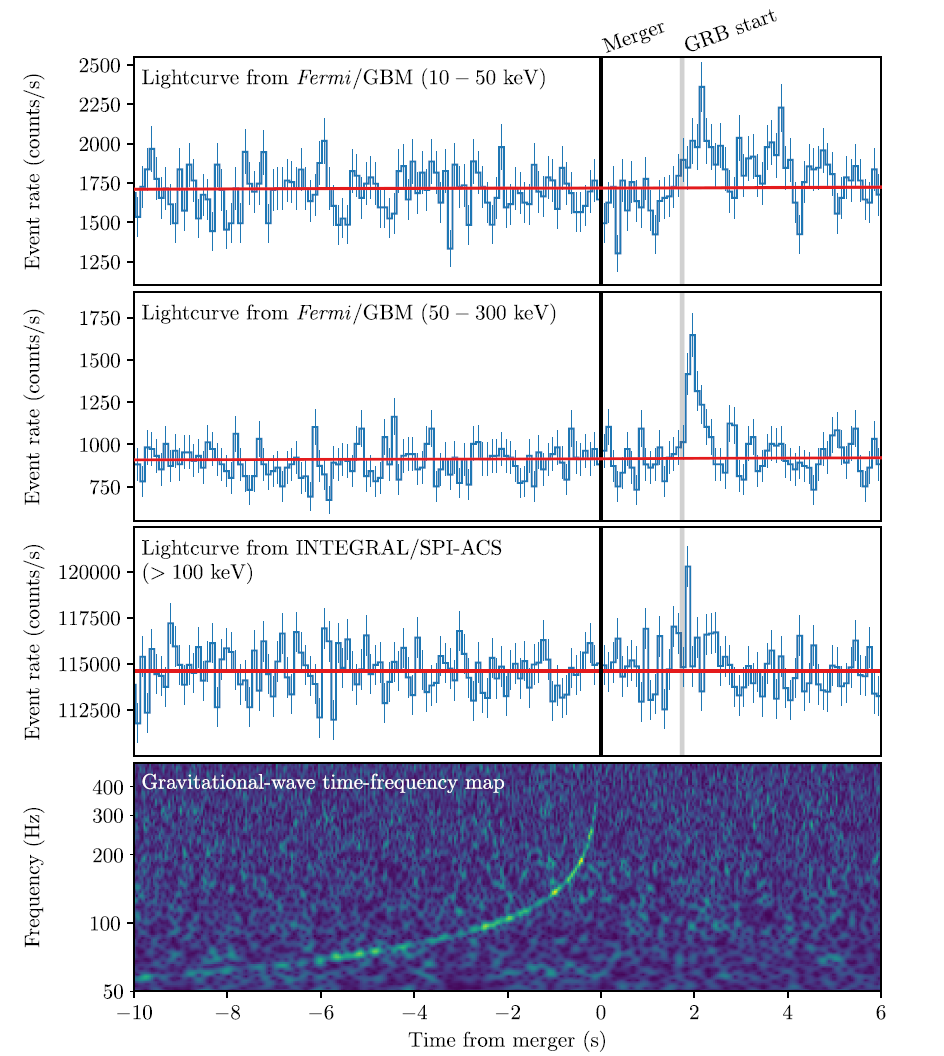 Merger GRB start
Lightcurve from Fermi/GBM (10 – 50 keV)
Event rate (counts/s)
2500
2250
2000
1750
1500
1250
Lightcurve from Fermi/GBM (50 – 300 keV)
Event rate (counts/s)
1750
1500
1250
1000
750
Lightcurve from INTEGRAL/SPI-ACS
(> 100 keV)
Event rate (counts/s)
120000
117500
115000
112500
Gravitational-wave time-frequency map
Frequency (Hz)
400
300
200
100
50
−10 −8 −6 −4 −2 0 2 4 6
Time from merger (s)